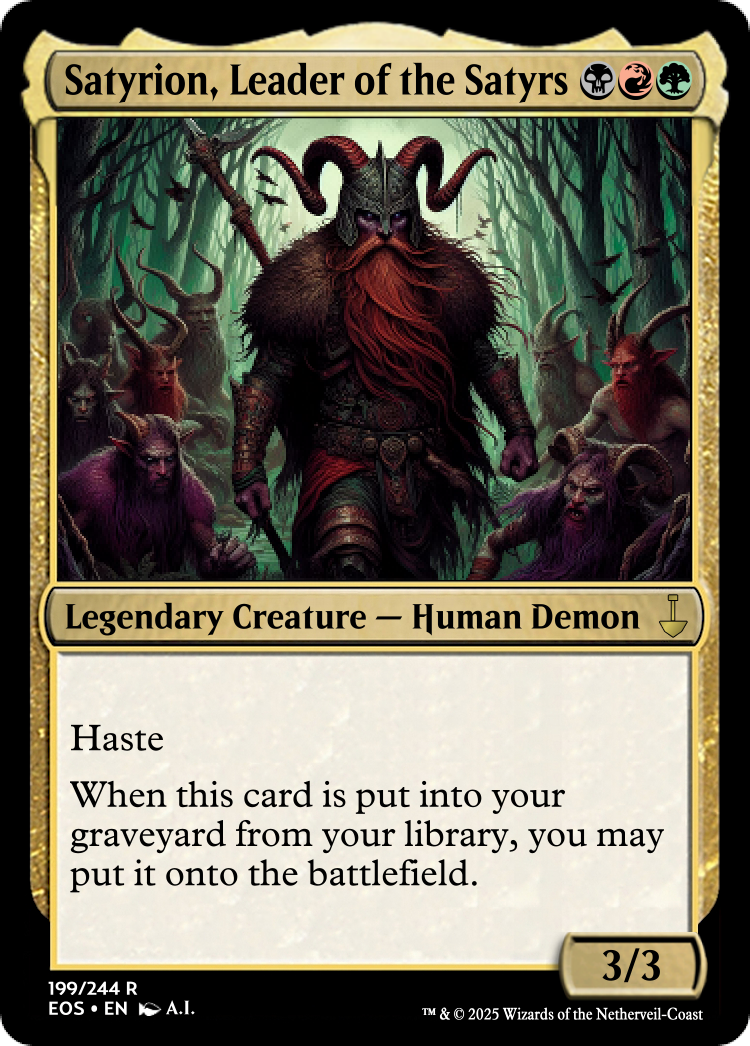 Satyrion, Leader of the Satyrs
Legendary Creature — Human Demon
Haste
When this card is put into your
graveyard from your library, you may
put it onto the battlefield.
3/3
199/244 R
EOS • EN A.I.
™ & © 2025 Wizards of the Netherveil-Coast